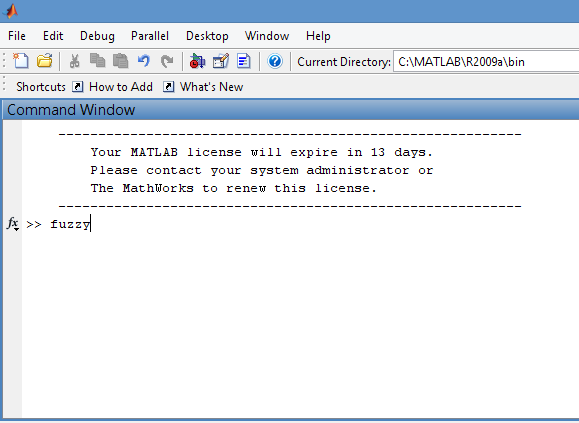 File Edit Debug Parallel Desktop Window Help
Current Directory: C:\MATLAB\R2009a\bin
Shortcuts How to Add What's New
Command Window
----------------------------------------------------------
Your MATLAB license will expire in 13 days.
Please contact your system administrator or
The MathWorks to renew this license.
----------------------------------------------------------
fx >> fuzzy